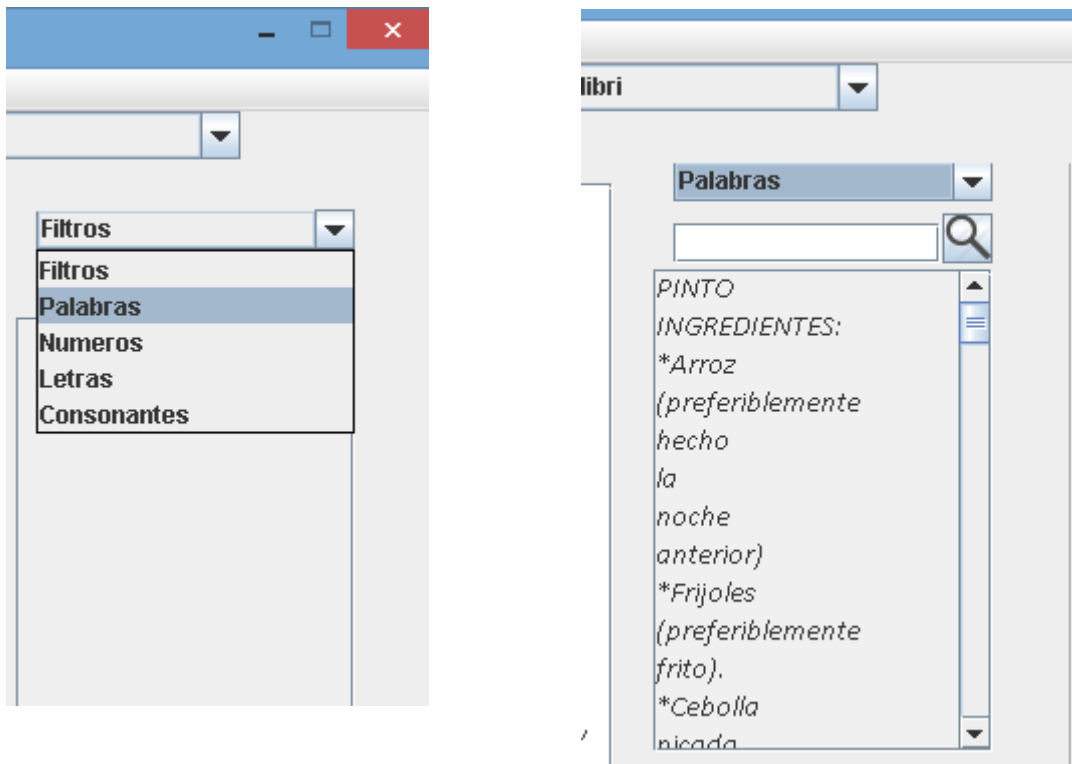 Filtros
Filtros
Palabras
Numeros
Letras
Consonantes
libri
Palabras
PINTO
INGREDIENTES:
*Arroz
(preferiblemente
hecho
la
noche
anterior)
*Frijoles
(preferiblemente
frito).
*Cebolla
picada